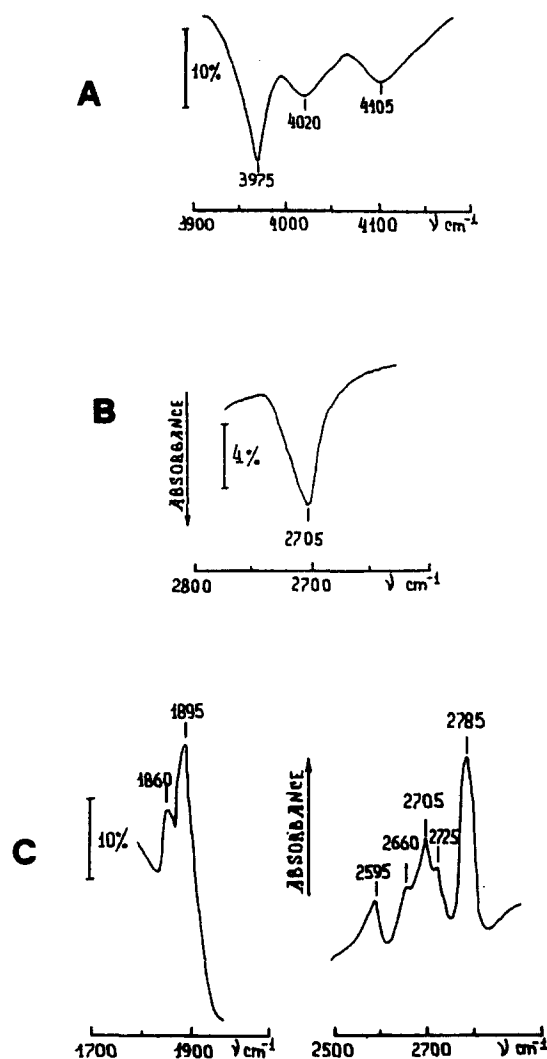 A
10%
3975
4020
4105
3900 4000 4100 ν cm⁻¹
B
ABSORBANCE
4%
2705
2800 2700 ν cm⁻¹
C
10%
1860
1895
1700 1900 ν cm⁻¹
ABSORBANCE
2595
2660
2705
2725
2785
2500 2700 ν cm⁻¹